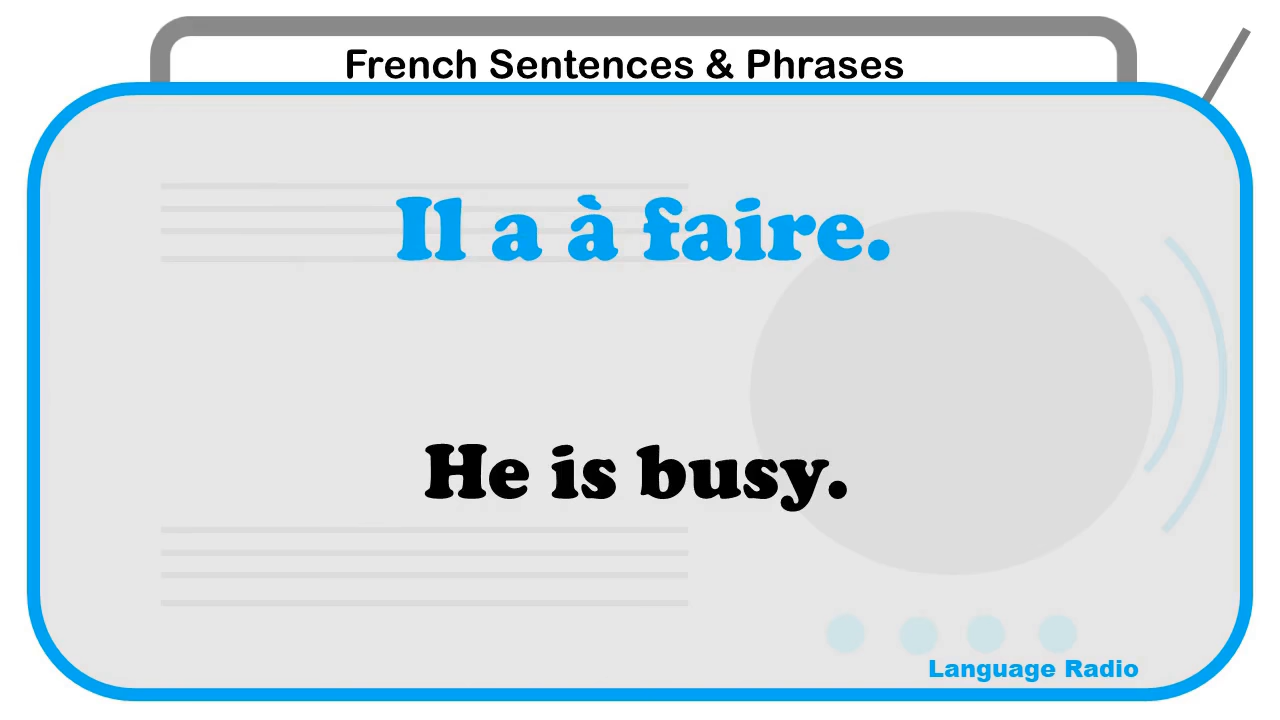 French Sentences & Phrases
Il a à faire.
He is busy.
Language Radio